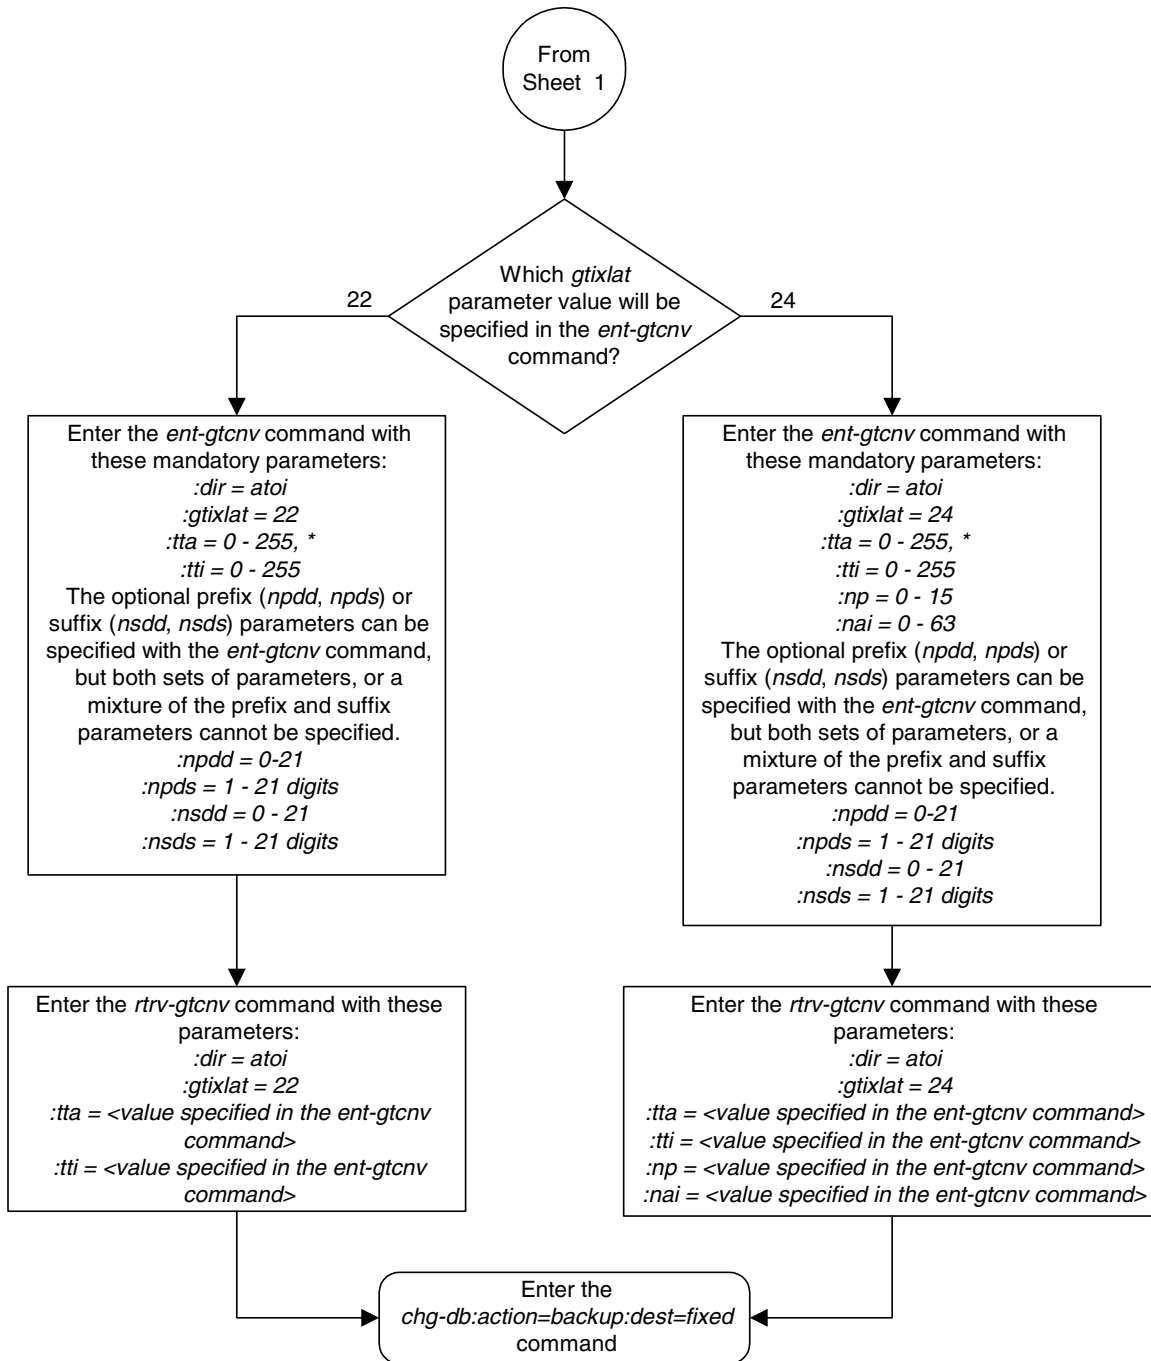 From
Sheet 1
Which gtixlat
parameter value will be
specified in the ent-gtcnv
command?
22
24
Enter the ent-gtcnv command with
these mandatory parameters:
:dir = atoi
:gtixlat = 22
:tta = 0 - 255, *
:tti = 0 - 255
The optional prefix (npdd, npds) or
suffix (nsdd, nsds) parameters can be
specified with the ent-gtcnv command,
but both sets of parameters, or a
mixture of the prefix and suffix
parameters cannot be specified.
:npdd = 0-21
:npds = 1 - 21 digits
:nsdd = 0 - 21
:nsds = 1 - 21 digits
Enter the ent-gtcnv command with
these mandatory parameters:
:dir = atoi
:gtixlat = 24
:tta = 0 - 255, *
:tti = 0 - 255
:np = 0 - 15
:nai = 0 - 63
The optional prefix (npdd, npds) or
suffix (nsdd, nsds) parameters can be
specified with the ent-gtcnv command,
but both sets of parameters, or a
mixture of the prefix and suffix
parameters cannot be specified.
:npdd = 0-21
:npds = 1 - 21 digits
:nsdd = 0 - 21
:nsds = 1 - 21 digits
Enter the rtrv-gtcnv command with these
parameters:
:dir = atoi
:gtixlat = 22
:tta = <value specified in the ent-gtcnv
command>
:tti = <value specified in the ent-gtcnv
command>
Enter the rtrv-gtcnv command with these
parameters:
:dir = atoi
:gtixlat = 24
:tta = <value specified in the ent-gtcnv command>
:tti = <value specified in the ent-gtcnv command>
:np = <value specified in the ent-gtcnv command>
:nai = <value specified in the ent-gtcnv command>
Enter the
chg-db:action=backup:dest=fixed
command